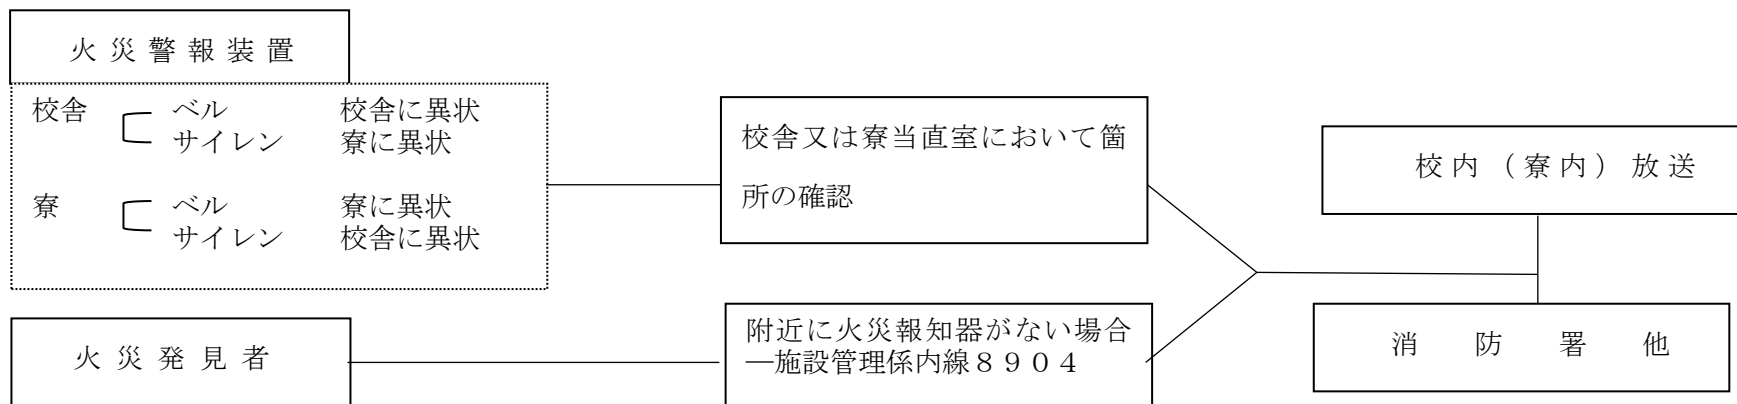 火災警報装置
校舎 ベル 校舎に異状
サイレン 寮に異状
寮 ベル 寮に異状
サイレン 校舎に異状
校舎又は寮当直室において箇
所の確認
校内（寮内）放送
火災発見者
附近に火災報知器がない場合
―施設管理係内線８９０４
消防署他